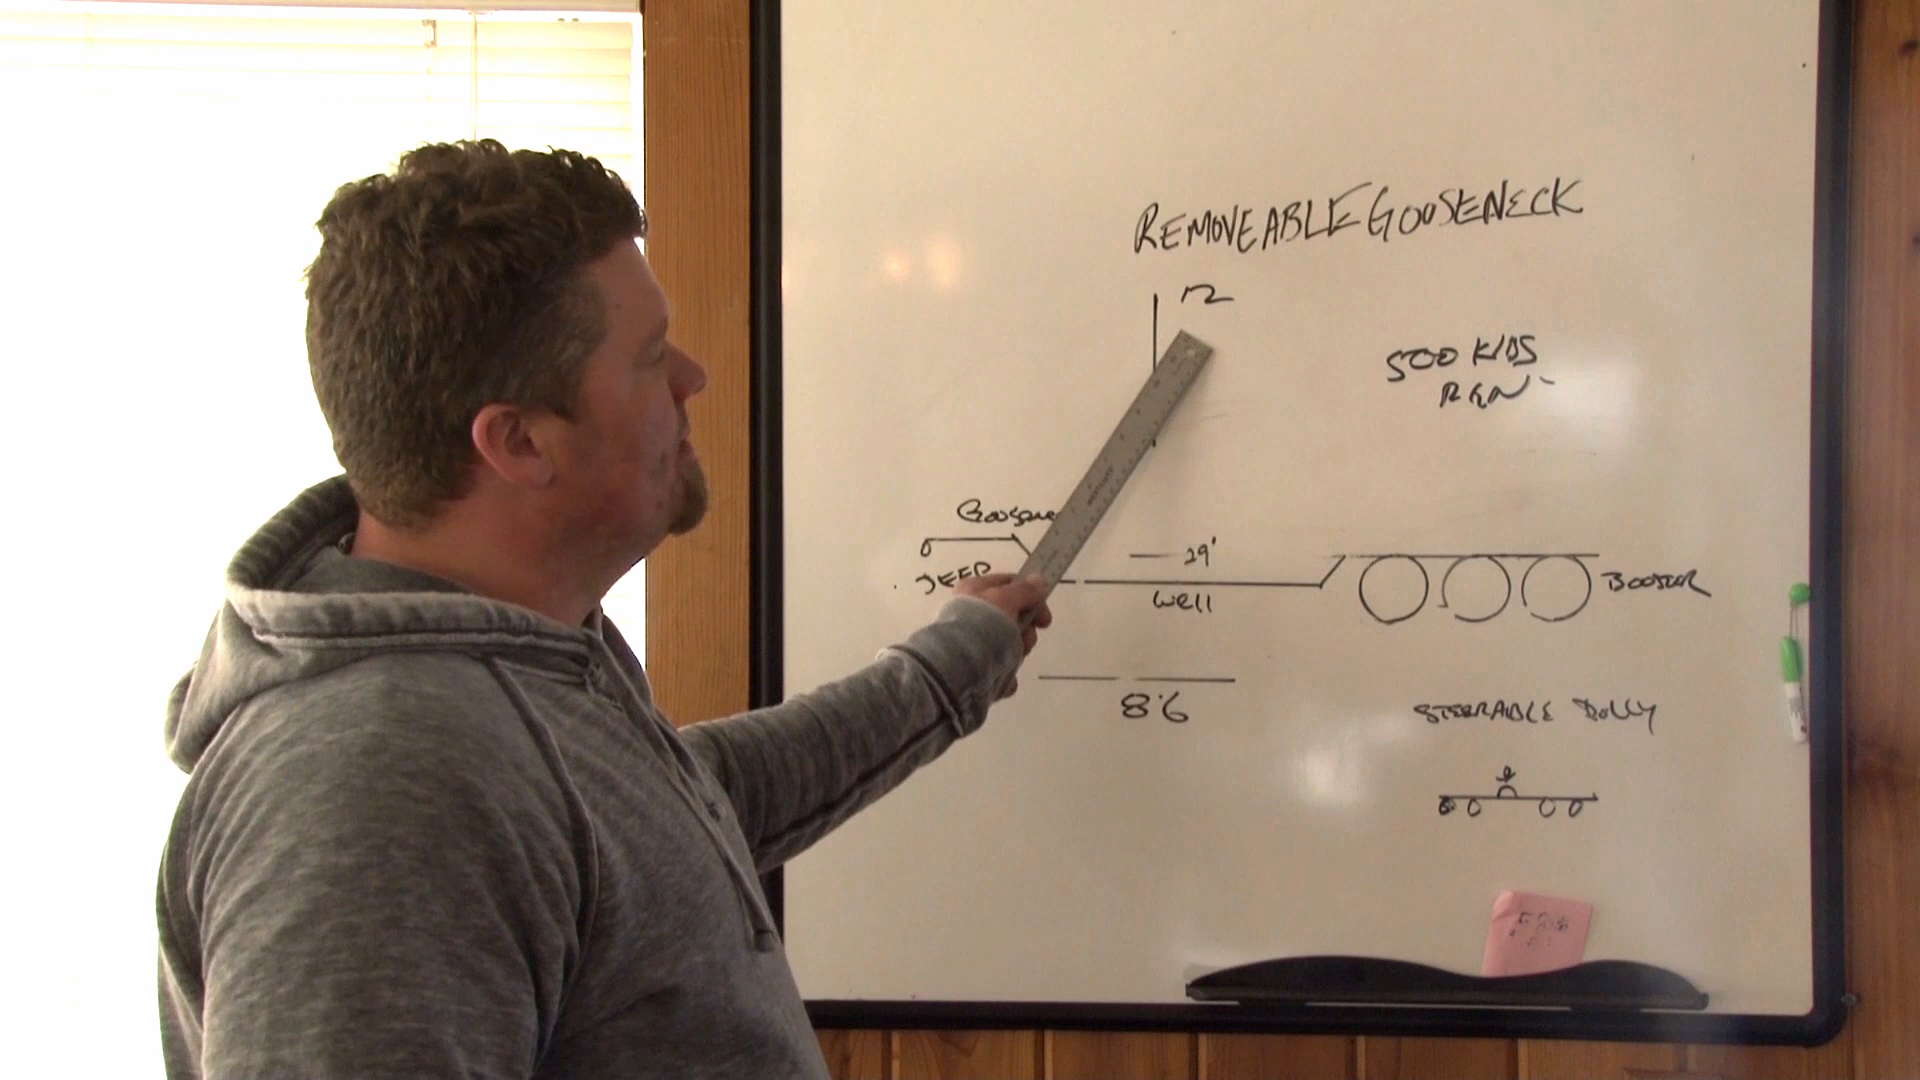 REMOVEABLE GOOSENECK
12
500 KIDS
29'
JEEP
Well
BOOSTER
8'6
STEERABLE DOLLY